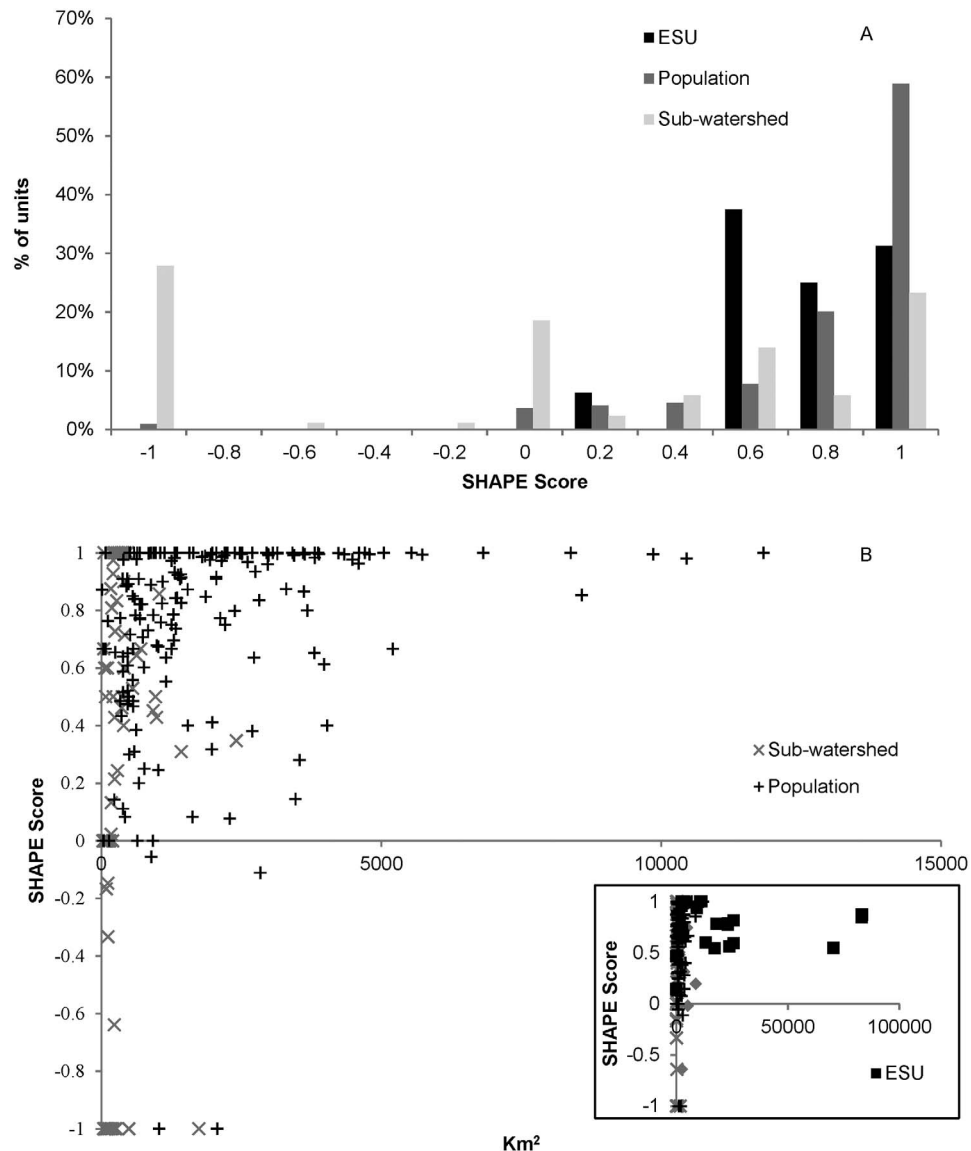 70%
60%
50%
40%
30%
20%
10%
0%
% of units
A
ESU
Population
Sub-watershed
-1 -0.8 -0.6 -0.4 -0.2 0 0.2 0.4 0.6 0.8 1
SHAPE Score
B
1
0.8
0.6
0.4
0.2
0
-0.2
-0.4
-0.6
-0.8
-1
SHAPE Score
0 5000 10000 15000
Sub-watershed
Population
1
0.5
0
-0.5
-1
SHAPE Score
0 50000 100000
ESU
Km²